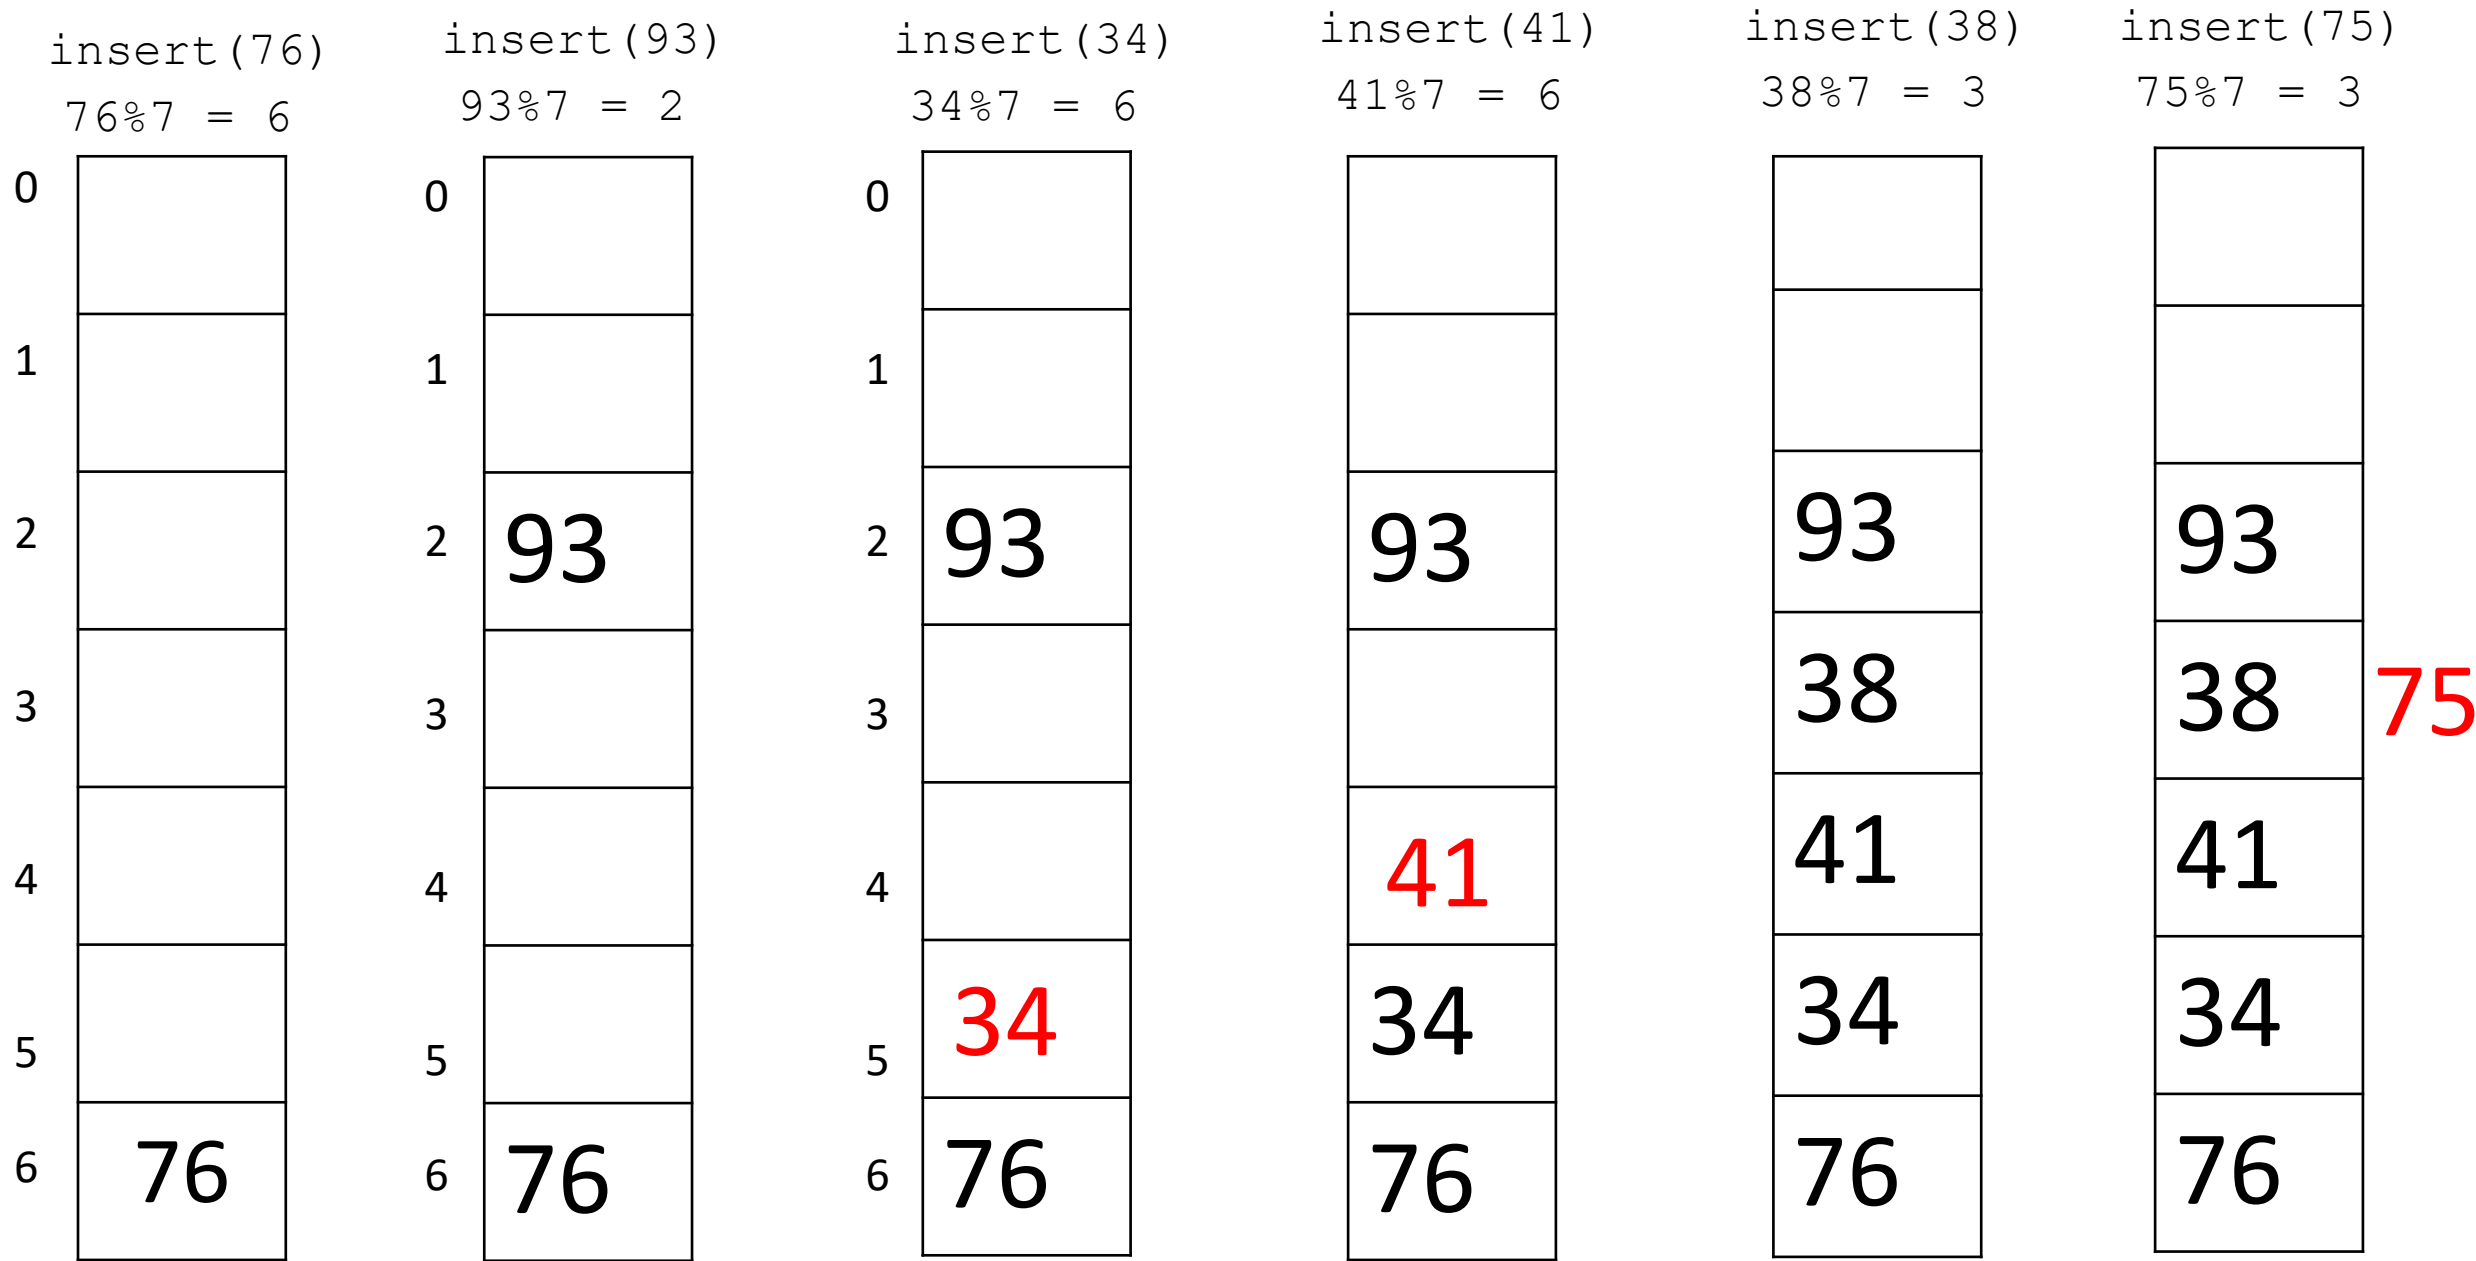 insert(76)
76%7 = 6
0
1
2
3
4
5
6 76
insert(93)
93%7 = 2
0
1
2 93
3
4
5
6 76
insert(34)
34%7 = 6
0
1
2 93
3
4
5 34
6 76
insert(41)
41%7 = 6
93
41
34
76
insert(38)
38%7 = 3
93
38
41
34
76
insert(75)
75%7 = 3
93
38 75
41
34
76